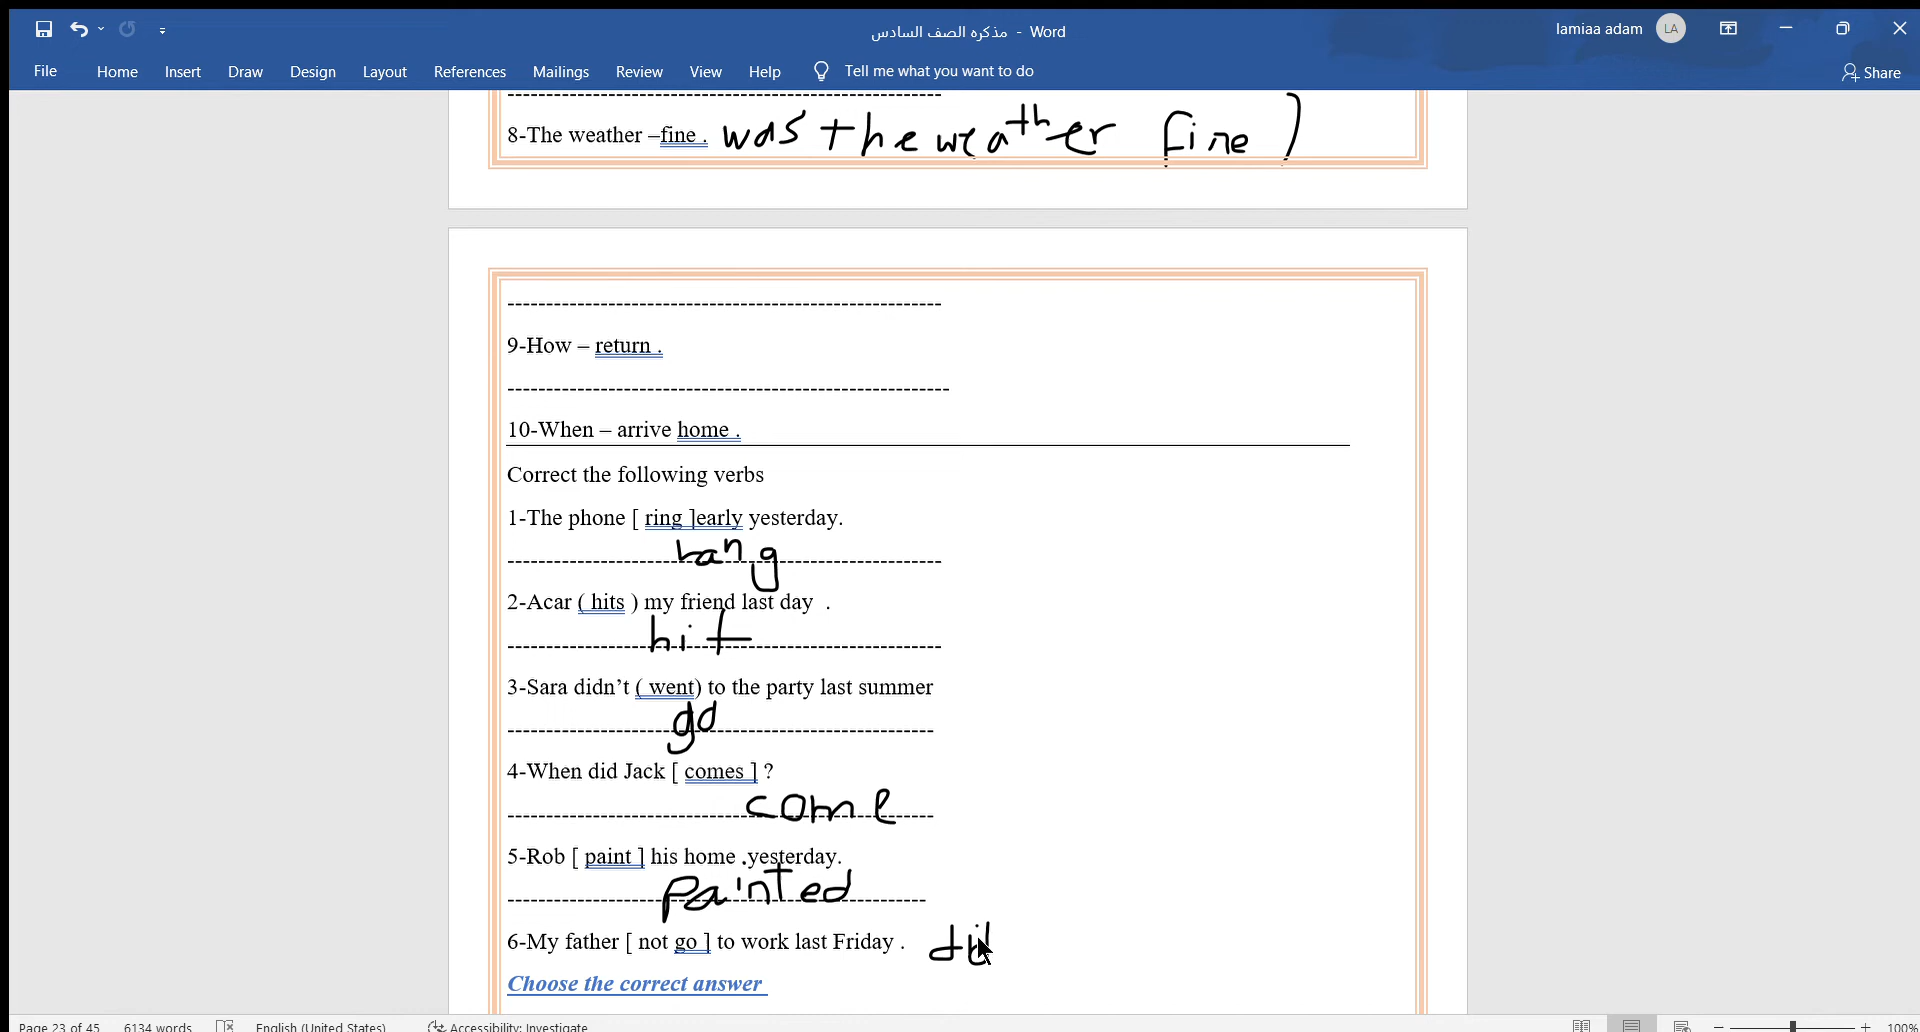 مذكره الصف السادس - Word
lamiaa adam LA
File Home Insert Draw Design Layout References Mailings Review View Help Tell me what you want to do Share
8-The weather –fine . was the weather fine
9-How – return .
10-When – arrive home .
Correct the following verbs
1-The phone [ ring ]early yesterday.
rang
2-Acar ( hits ) my friend last day .
hit
3-Sara didn't ( went) to the party last summer
go
4-When did Jack [ comes ] ?
come
5-Rob [ paint ] his home .yesterday.
painted
6-My father [ not go ] to work last Friday . did
Choose the correct answer
Page 23 of 45 6134 words English (United States) Accessibility: Investigate 100%